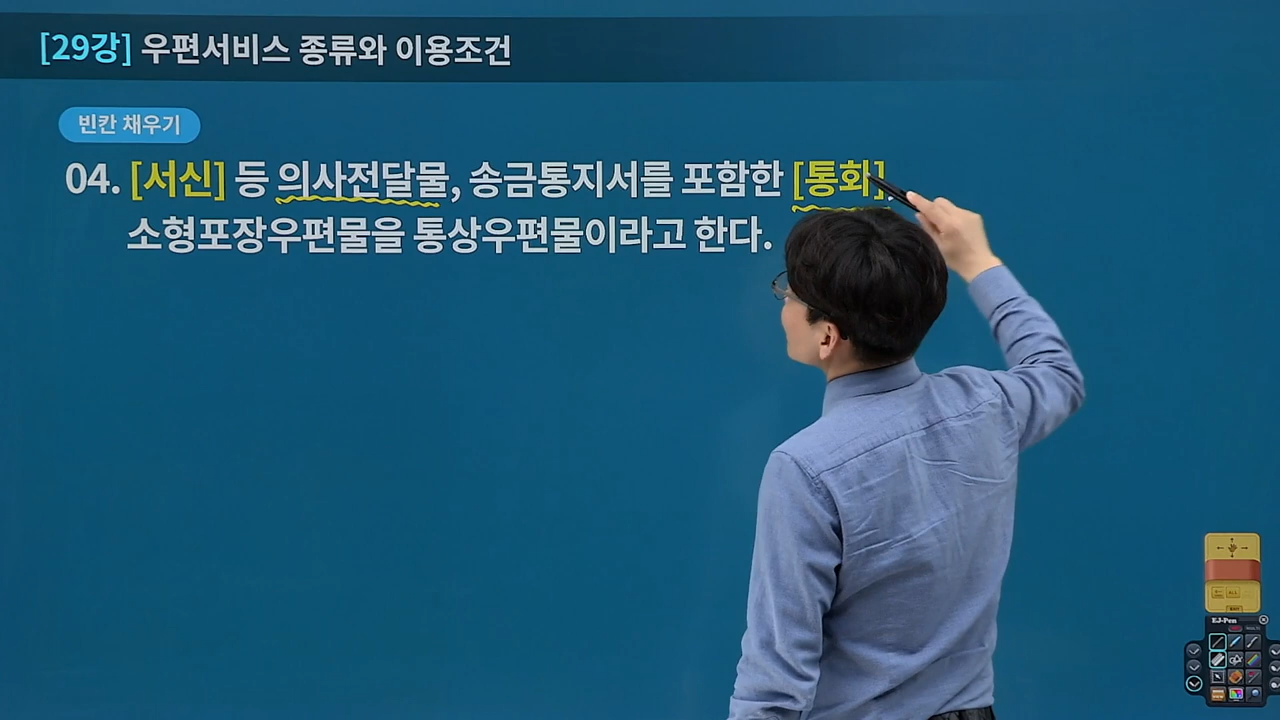 [29강] 우편서비스 종류와 이용조건
빈칸 채우기
04. [서신] 등 의사전달물, 송금통지서를 포함한 [통화],
소형포장우편물을 통상우편물이라고 한다.
EJ-Pen